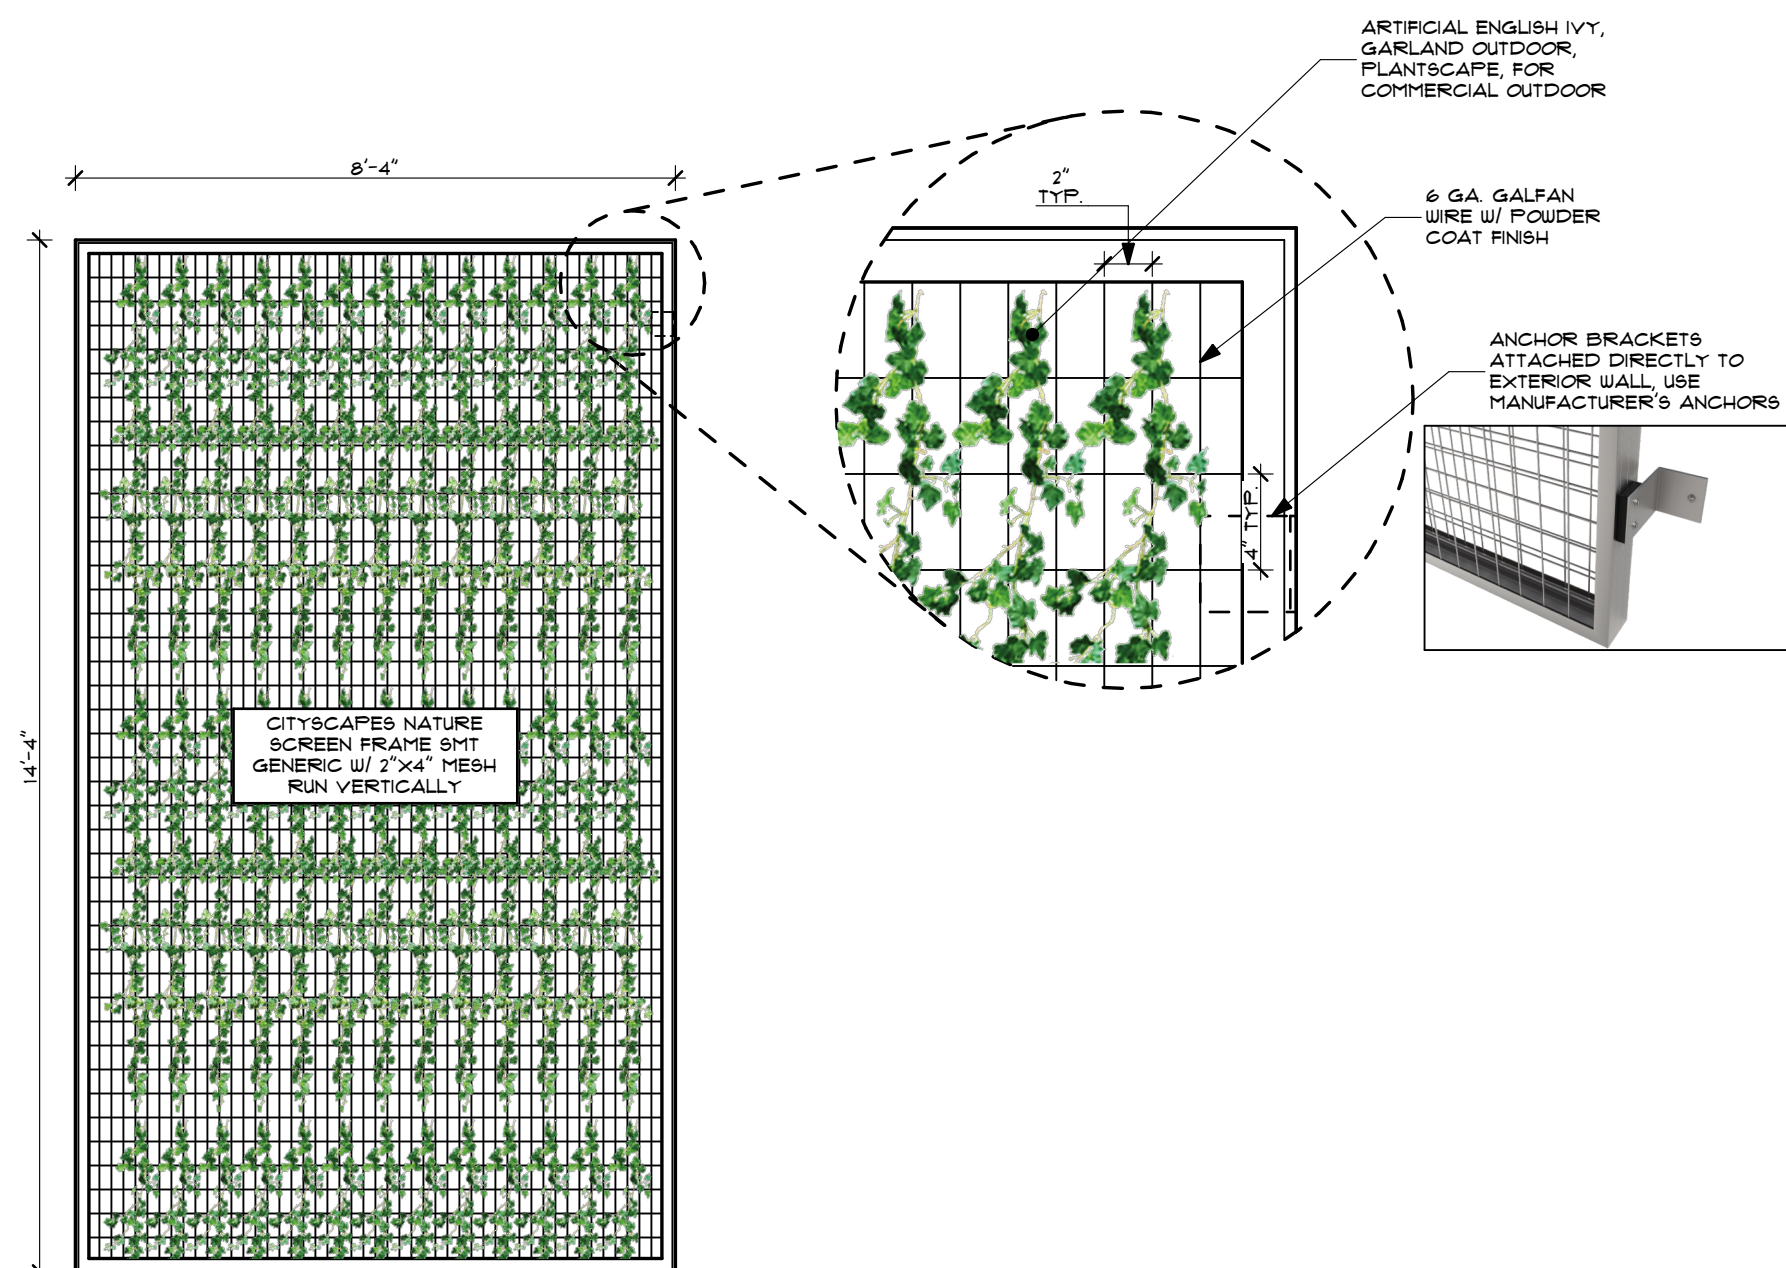 ARTIFICIAL ENGLISH IVY,
GARLAND OUTDOOR,
PLANTSCAPE, FOR
COMMERCIAL OUTDOOR
8'-4"
2"
TYP.
6 GA. GALFAN
WIRE W/ POWDER
COAT FINISH
ANCHOR BRACKETS
ATTACHED DIRECTLY TO
EXTERIOR WALL, USE
MANUFACTURER'S ANCHORS
4" TYP.
14'-4"
CITYSCAPES NATURE
SCREEN FRAME SMT
GENERIC W/ 2"X4" MESH
RUN VERTICALLY